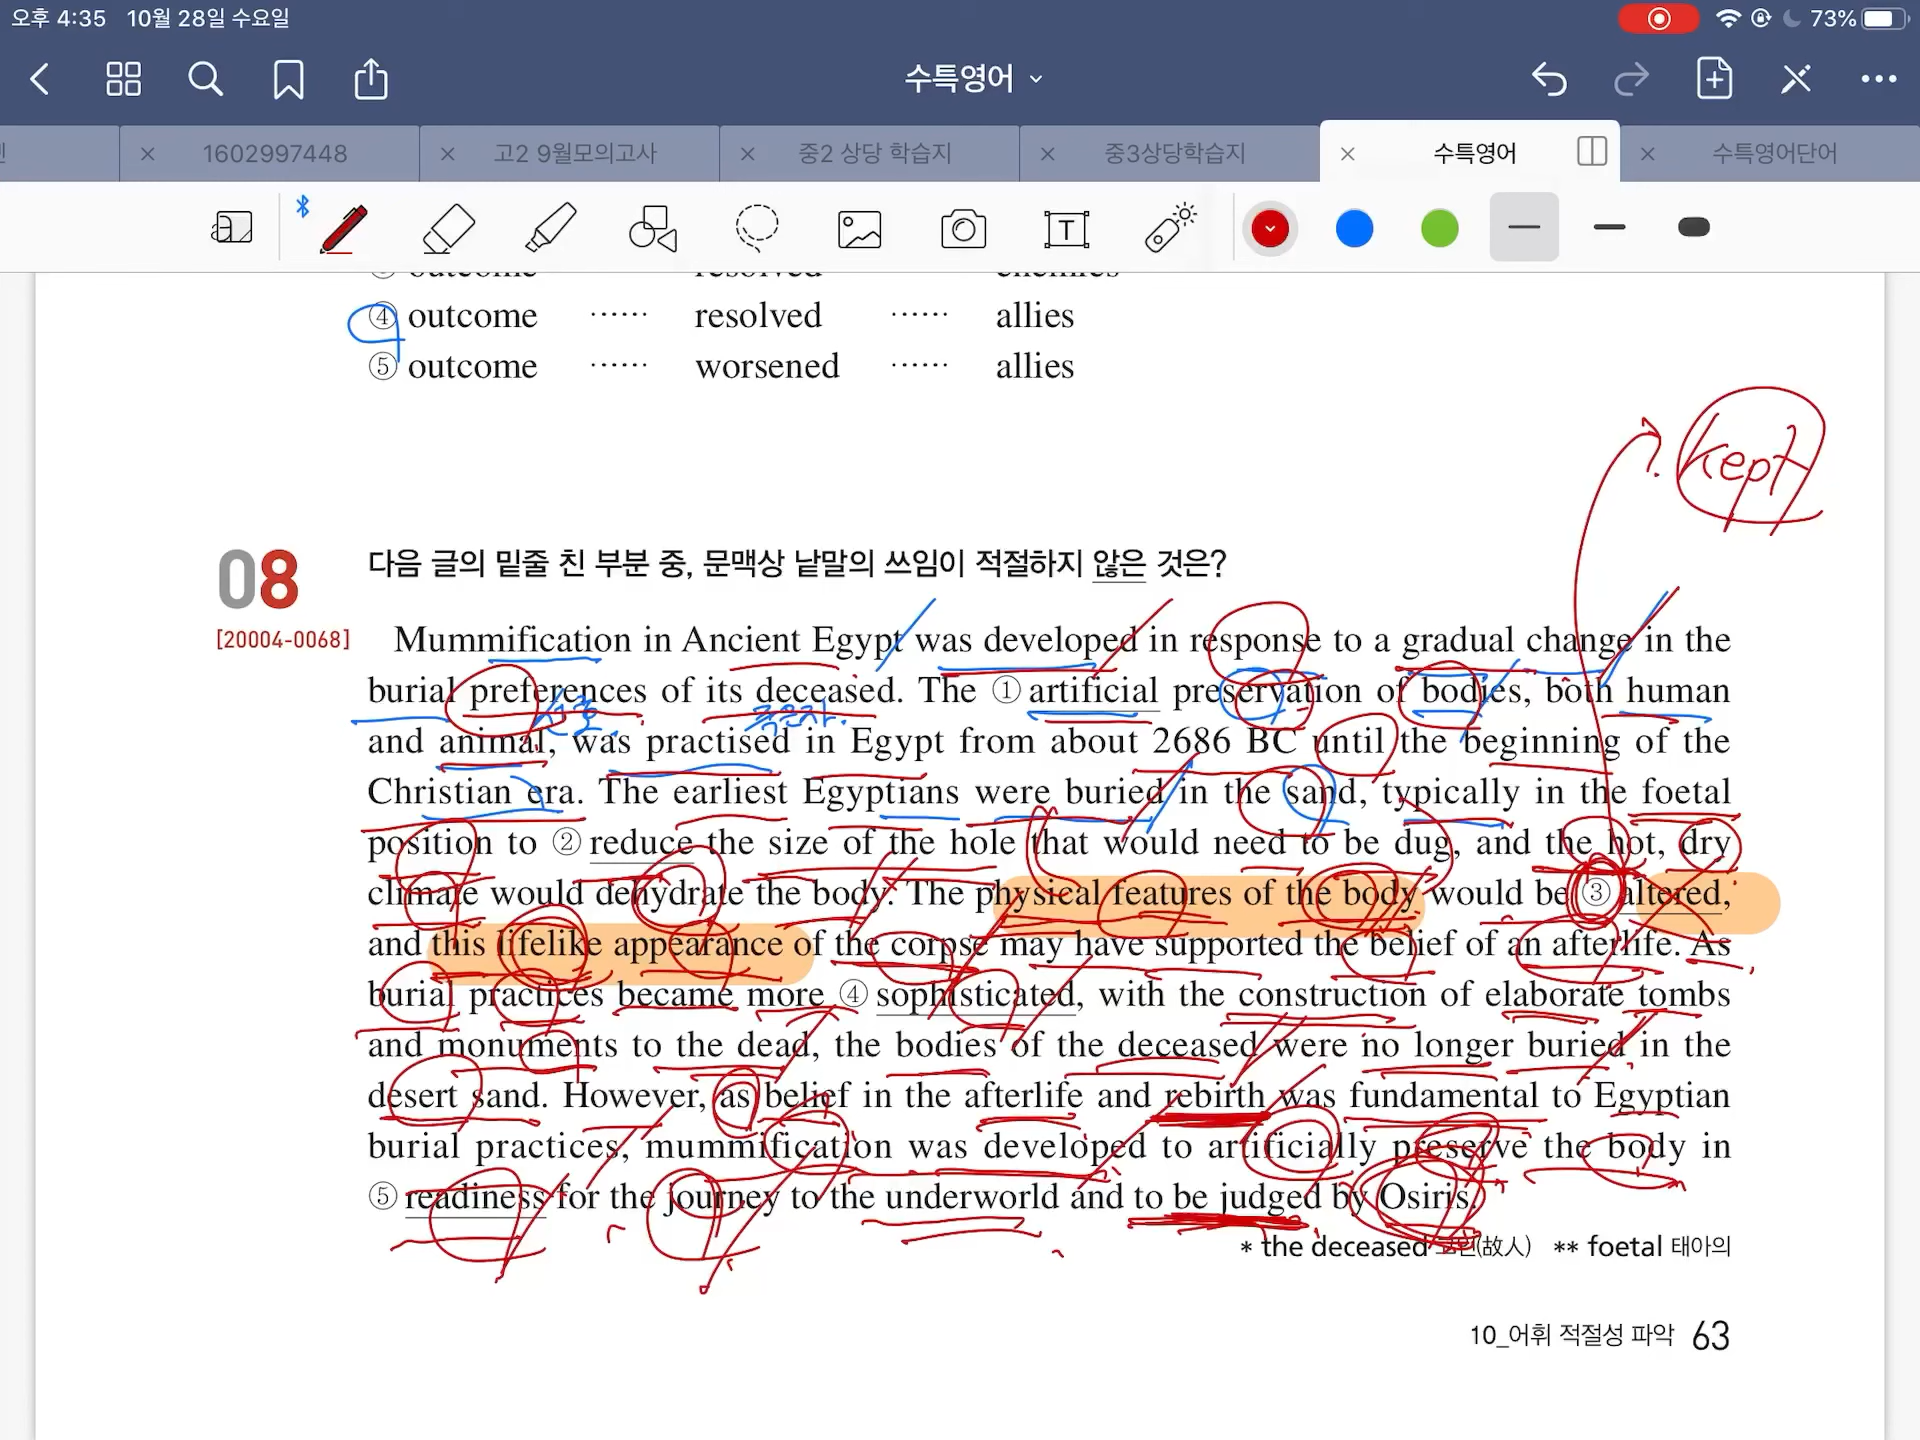 오후 4:35 10월 28일 수요일 73%
수특영어
1602997448 고2 9월모의고사 중2 상당 학습지 중3상당학습지 수특영어 수특영어단어
④ outcome ······ resolved ······ allies
⑤ outcome ······ worsened ······ allies
kept
08 다음 글의 밑줄 친 부분 중, 문맥상 낱말의 쓰임이 적절하지 않은 것은?
[20004-0068] Mummification in Ancient Egypt was developed in response to a gradual change in the
burial preferences of its deceased. The ① artificial preservation of bodies, both human
선호 죽은자
and animal, was practised in Egypt from about 2686 BC until the beginning of the
Christian era. The earliest Egyptians were buried in the sand, typically in the foetal
position to ② reduce the size of the hole that would need to be dug, and the hot, dry
climate would dehydrate the body. The physical features of the body would be ③ altered,
and this lifelike appearance of the corpse may have supported the belief of an afterlife. As
burial practices became more ④ sophisticated, with the construction of elaborate tombs
and monuments to the dead, the bodies of the deceased were no longer buried in the
desert sand. However, as belief in the afterlife and rebirth was fundamental to Egyptian
burial practices, mummification was developed to artificially preserve the body in
⑤ readiness for the journey to the underworld and to be judged by Osiris.
* the deceased 고인(故人) ** foetal 태아의
10_어휘 적절성 파악 63